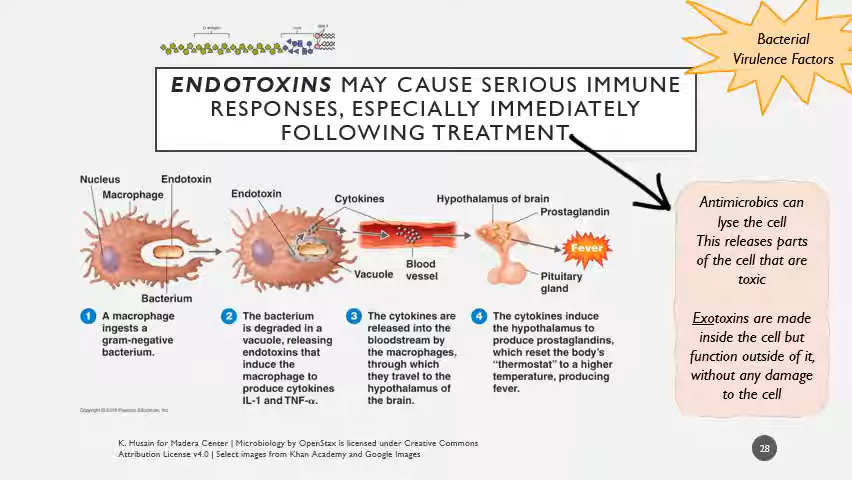 Bacterial
Virulence Factors
ENDOTOXINS MAY CAUSE SERIOUS IMMUNE
RESPONSES, ESPECIALLY IMMEDIATELY
FOLLOWING TREATMENT
Nucleus
Endotoxin
Macrophage
Bacterium
Endotoxin
Cytokines
Vacuole
Blood
vessel
Hypothalamus of brain
Prostaglandin
Fever
Pituitary
gland
1 A macrophage
ingests a
gram-negative
bacterium.
2 The bacterium
is degraded in a
vacuole, releasing
endotoxins that
induce the
macrophage to
produce cytokines
IL-1 and TNF-α.
3 The cytokines are
released into the
bloodstream by
the macrophages,
through which
they travel to the
hypothalamus of
the brain.
4 The cytokines induce
the hypothalamus to
produce prostaglandins,
which reset the body's
“thermostat” to a higher
temperature, producing
fever.
Antimicrobics can
lyse the cell
This releases parts
of the cell that are
toxic
Exotoxins are made
inside the cell but
function outside of it,
without any damage
to the cell
K. Husain for Madera Center | Microbiology by OpenStax is licensed under Creative Commons
Attribution License v4.0 | Select images from Khan Academy and Google Images
28